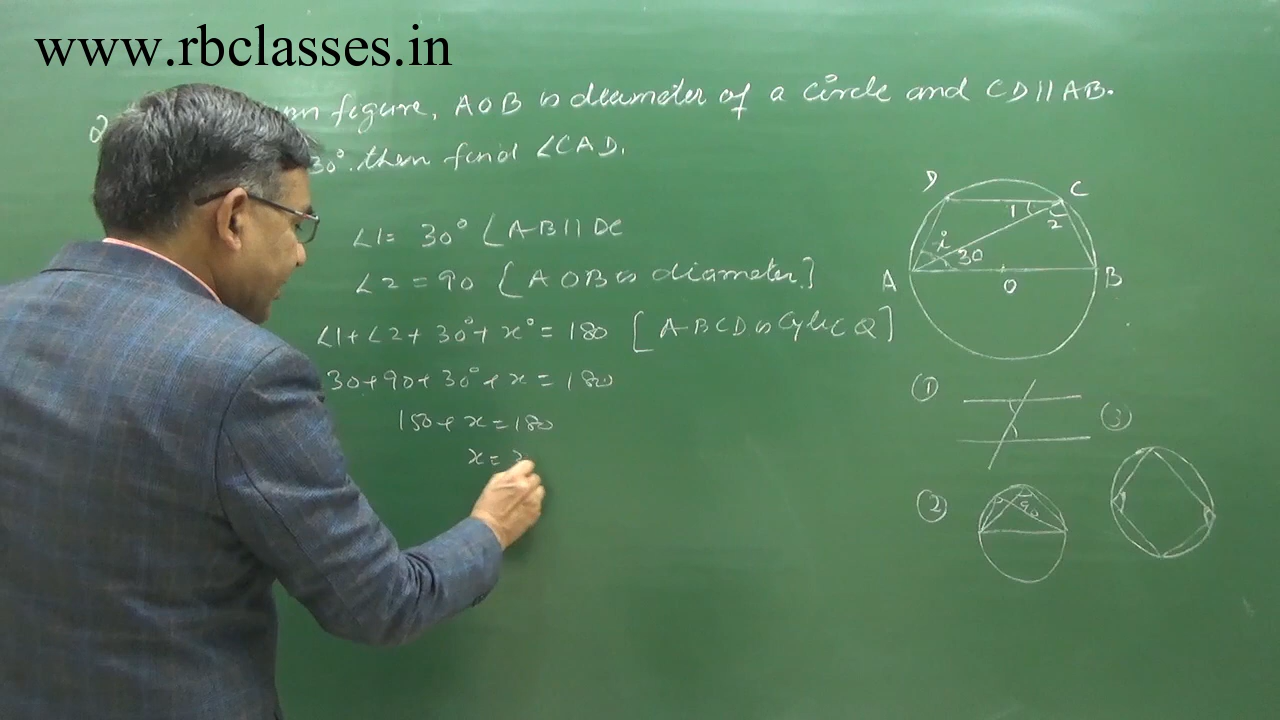 www.rbclasses.in
Q figure, AOB is diameter of a circle and CD || AB.
30°. then find ∠CAD.
∠1 = 30° [AB || DC
∠2 = 90 [AOB is diameter]
∠1 + ∠2 + 30° + x° = 180 [ABCD is Cyclic Q]
30 + 90 + 30° + x = 180
150 + x = 180
x = 3
D C
1 2
x 30
A O B
①
③
② 90